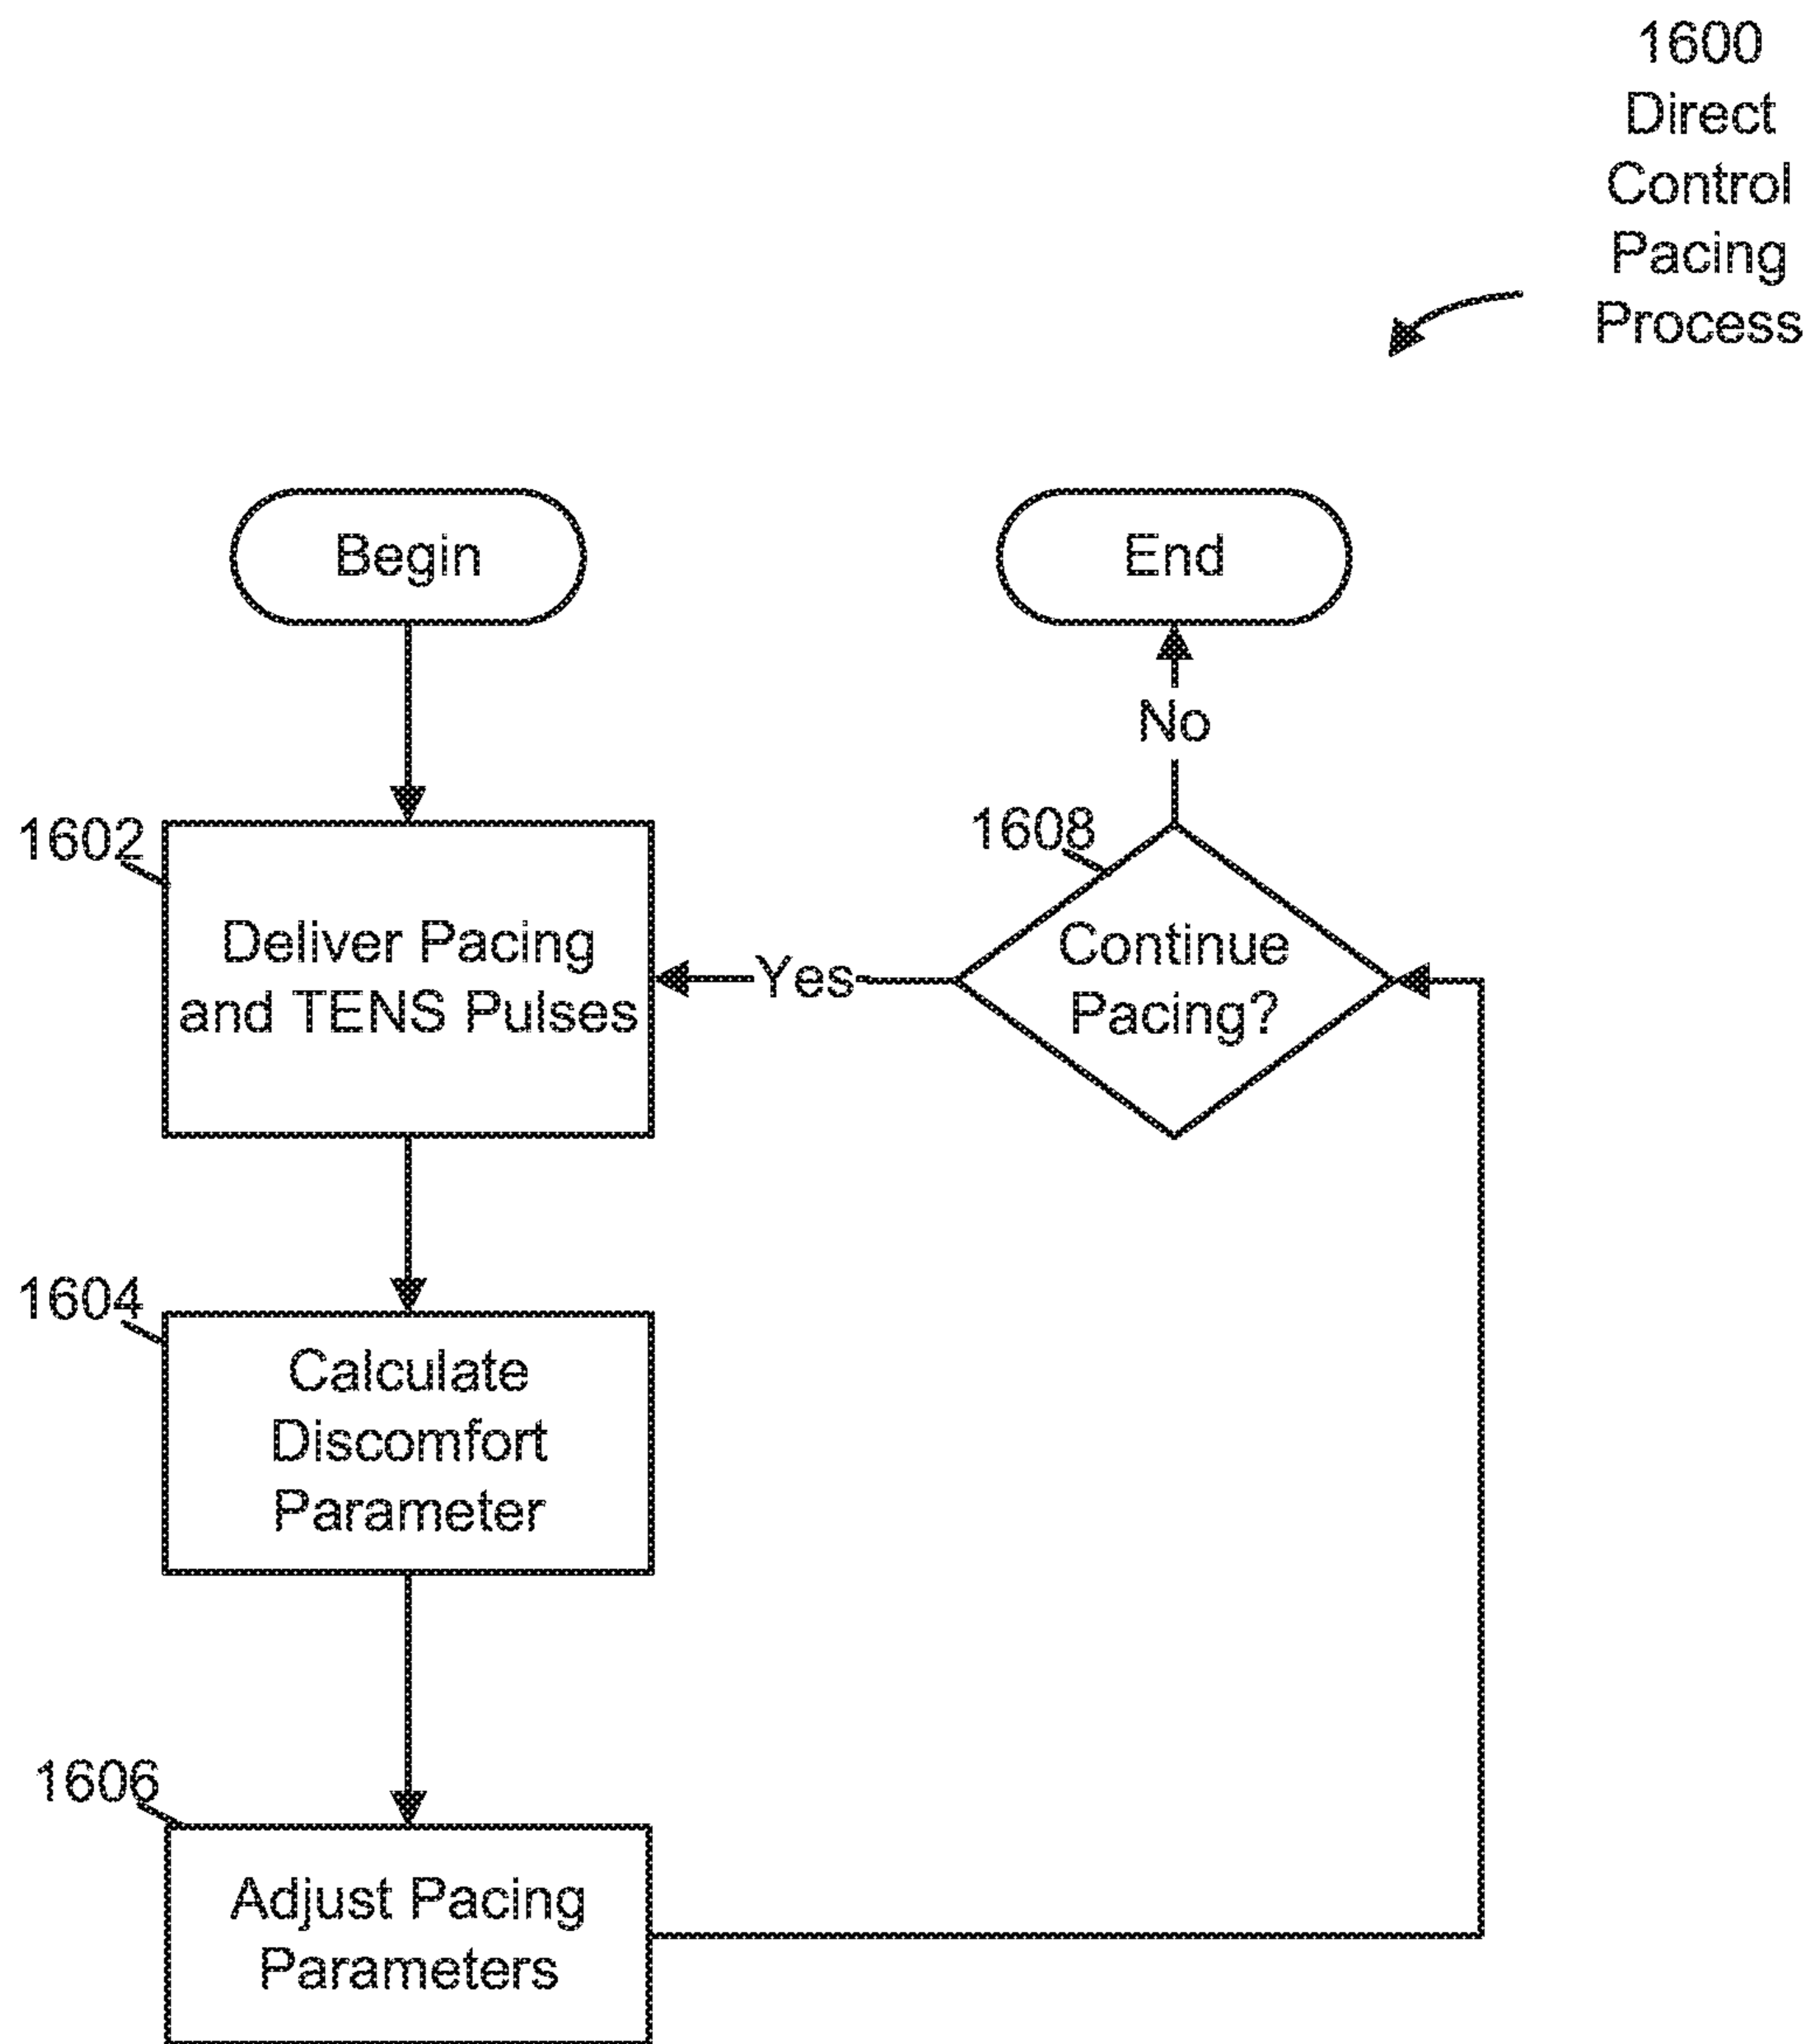 1600
Direct
Control
Pacing
Process
Begin
End
No
1602
1608
Deliver Pacing
and TENS Pulses
Yes
Continue
Pacing?
1604
Calculate
Discomfort
Parameter
1606
Adjust Pacing
Parameters